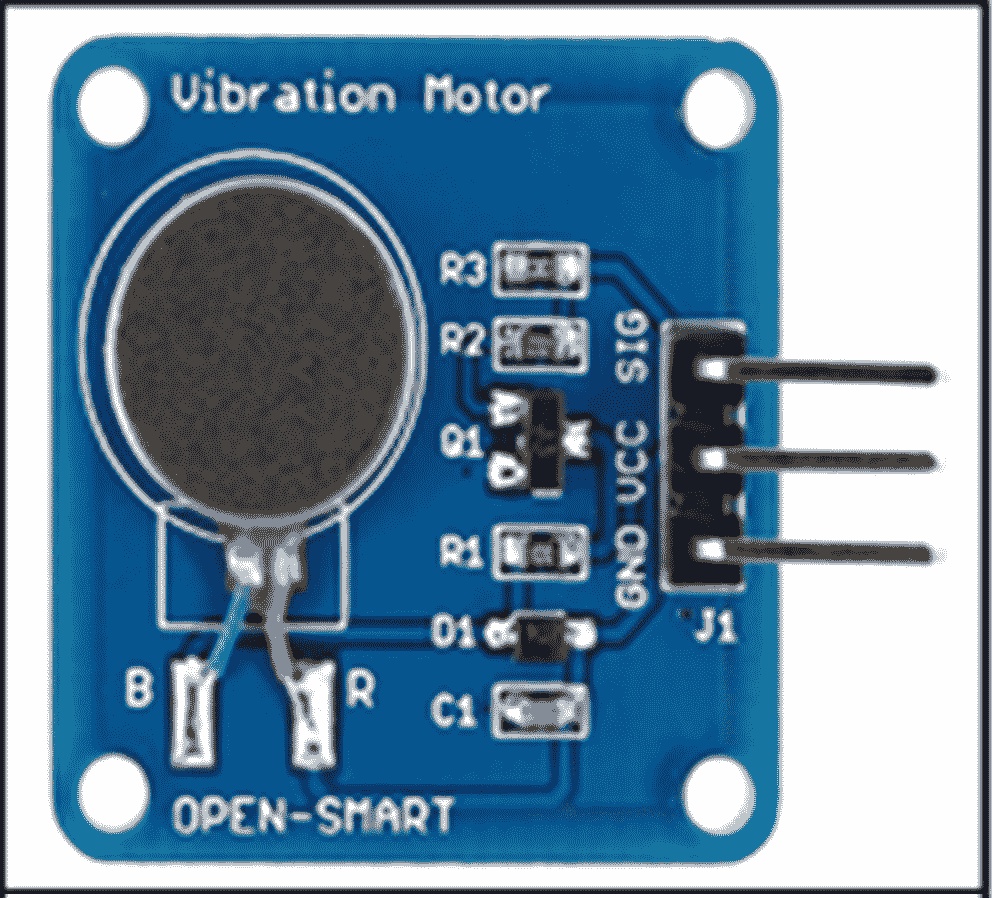 Vibration Motor
R3
R2
SIG
Q1
VCC
R1
GND
D1
J1
B
R
C1
OPEN-SMART